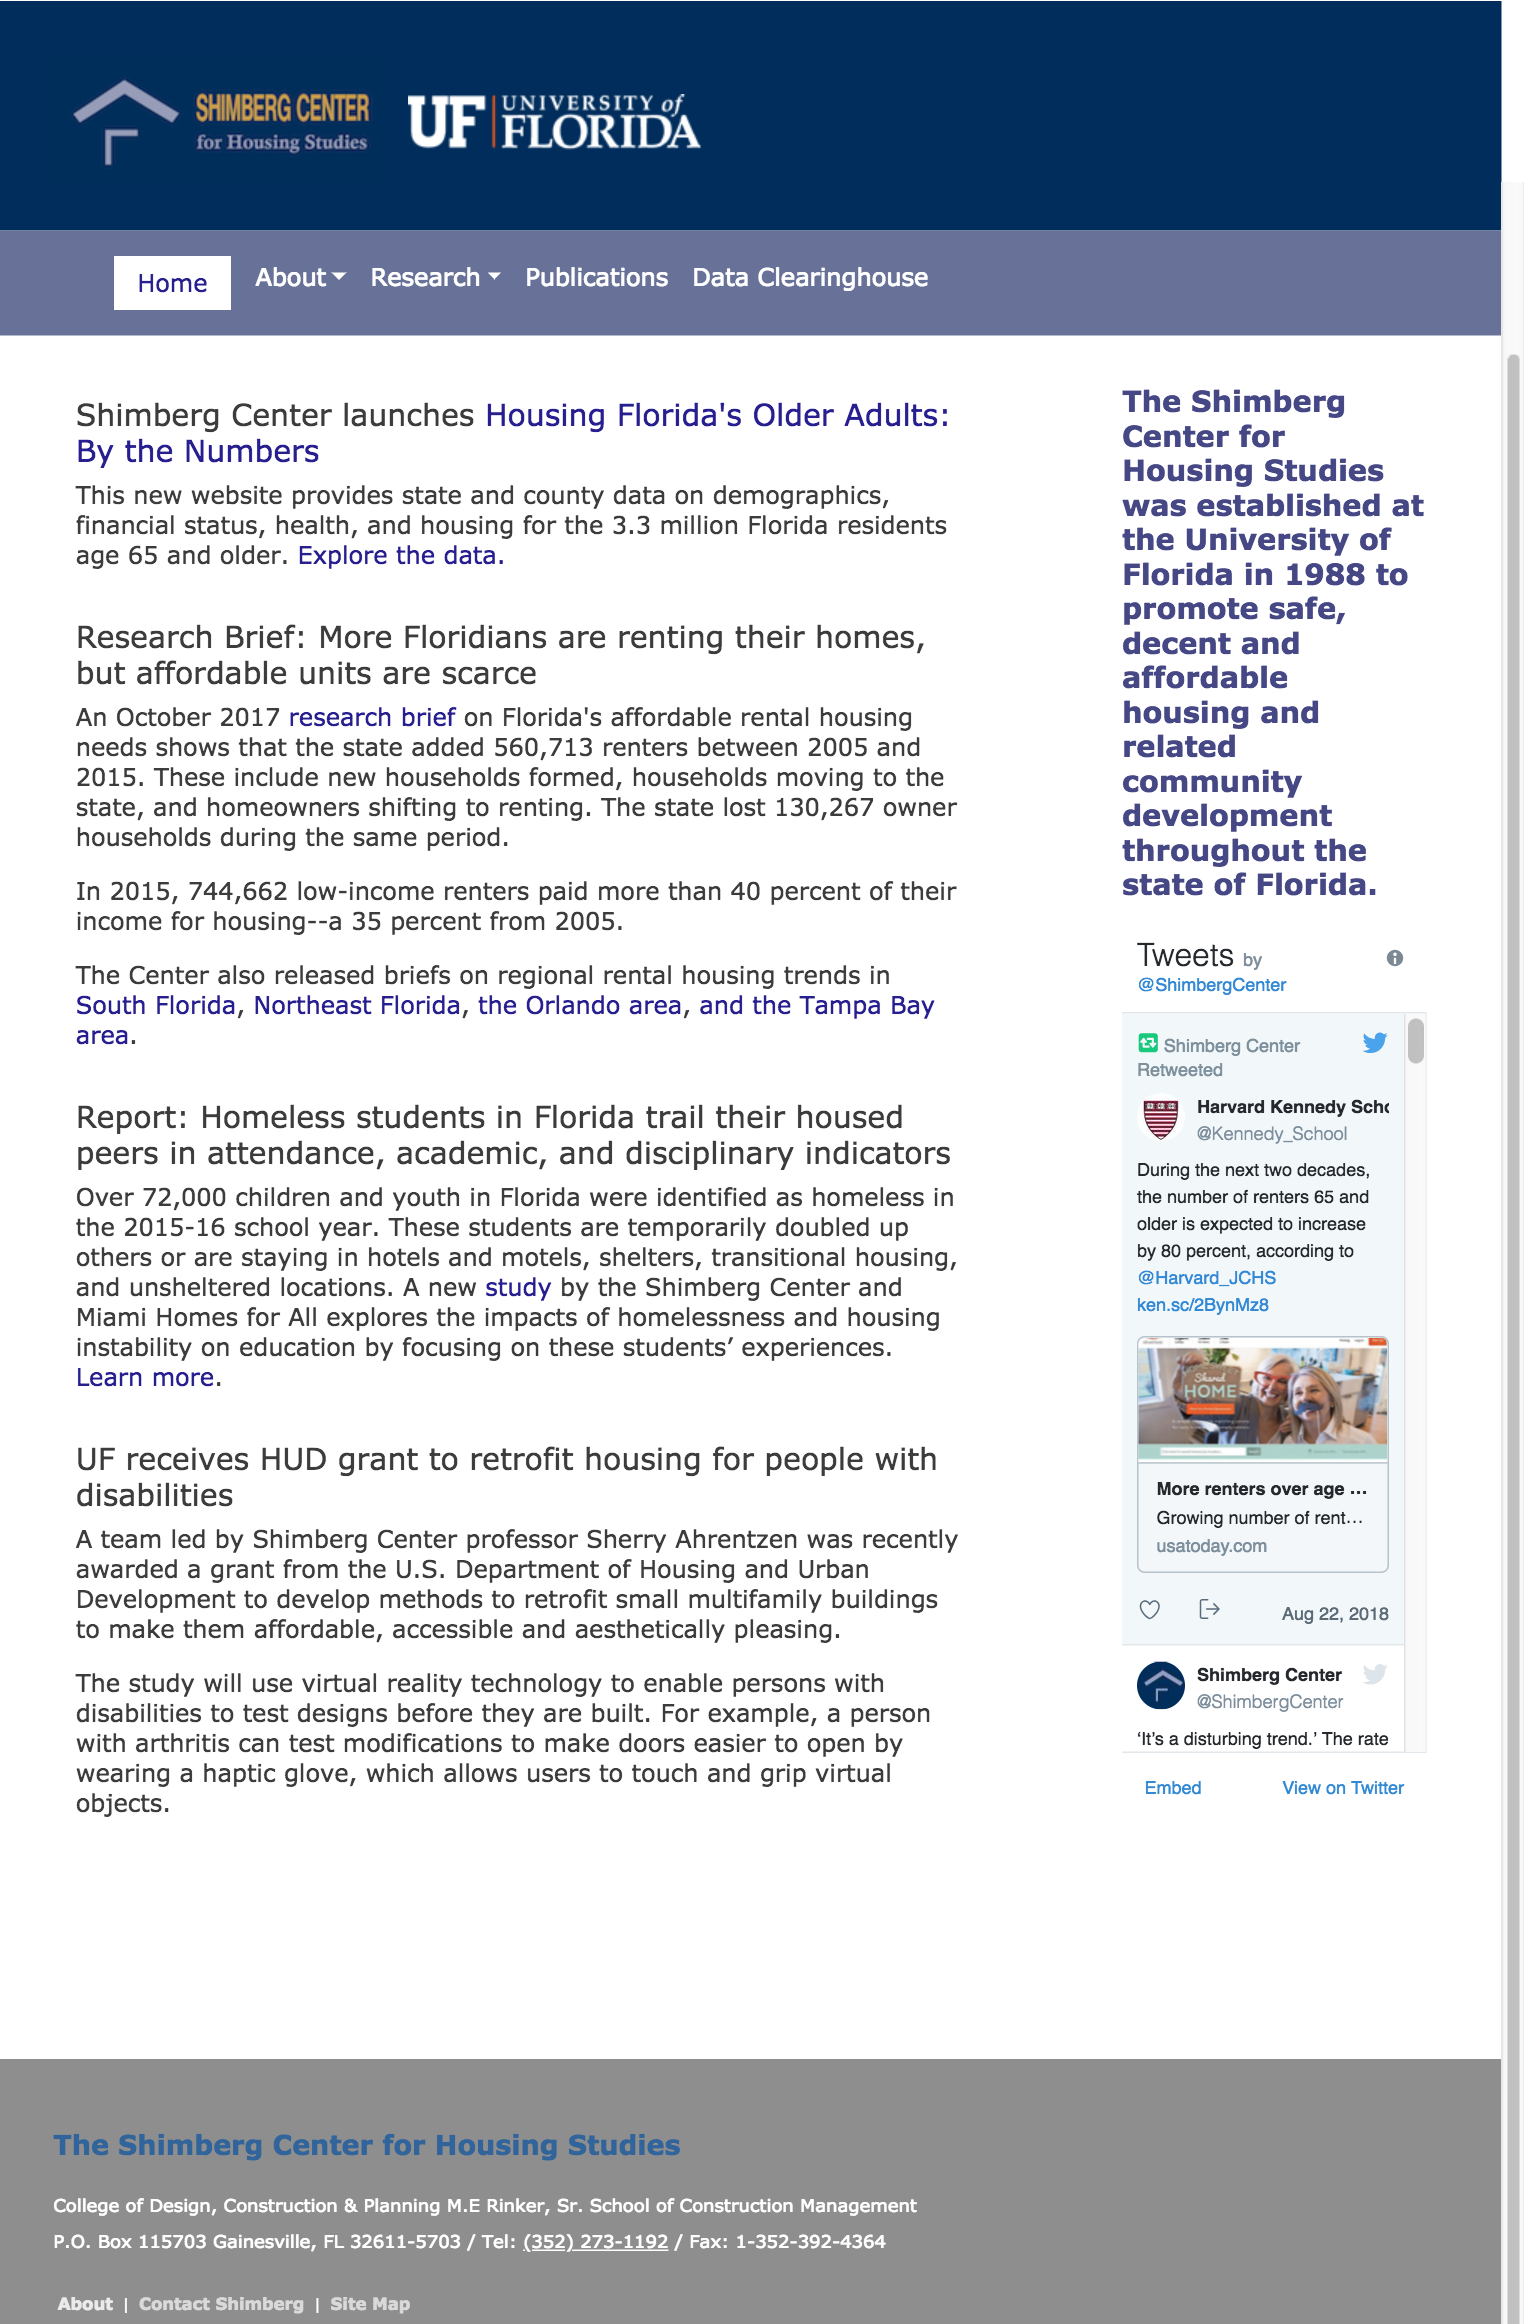 SHIMBERG CENTER
for Housing Studies
UF UNIVERSITY of
FLORIDA
Home About Research Publications Data Clearinghouse
Shimberg Center launches Housing Florida's Older Adults:
By the Numbers
This new website provides state and county data on demographics,
financial status, health, and housing for the 3.3 million Florida residents
age 65 and older. Explore the data.
Research Brief: More Floridians are renting their homes,
but affordable units are scarce
An October 2017 research brief on Florida's affordable rental housing
needs shows that the state added 560,713 renters between 2005 and
2015. These include new households formed, households moving to the
state, and homeowners shifting to renting. The state lost 130,267 owner
households during the same period.
In 2015, 744,662 low-income renters paid more than 40 percent of their
income for housing--a 35 percent from 2005.
The Center also released briefs on regional rental housing trends in
South Florida, Northeast Florida, the Orlando area, and the Tampa Bay
area.
Report: Homeless students in Florida trail their housed
peers in attendance, academic, and disciplinary indicators
Over 72,000 children and youth in Florida were identified as homeless in
the 2015-16 school year. These students are temporarily doubled up
others or are staying in hotels and motels, shelters, transitional housing,
and unsheltered locations. A new study by the Shimberg Center and
Miami Homes for All explores the impacts of homelessness and housing
instability on education by focusing on these students’ experiences.
Learn more.
UF receives HUD grant to retrofit housing for people with
disabilities
A team led by Shimberg Center professor Sherry Ahrentzen was recently
awarded a grant from the U.S. Department of Housing and Urban
Development to develop methods to retrofit small multifamily buildings
to make them affordable, accessible and aesthetically pleasing.
The study will use virtual reality technology to enable persons with
disabilities to test designs before they are built. For example, a person
with arthritis can test modifications to make doors easier to open by
wearing a haptic glove, which allows users to touch and grip virtual
objects.
The Shimberg
Center for
Housing Studies
was established at
the University of
Florida in 1988 to
promote safe,
decent and
affordable
housing and
related
community
development
throughout the
state of Florida.
Tweets by
@ShimbergCenter
Shimberg Center
Retweeted
Harvard Kennedy Scho
@Kennedy_School
During the next two decades,
the number of renters 65 and
older is expected to increase
by 80 percent, according to
@Harvard_JCHS
ken.sc/2BynMz8
Shared
HOME
More renters over age ...
Growing number of rent...
usatoday.com
Aug 22, 2018
Shimberg Center
@ShimbergCenter
‘It’s a disturbing trend.’ The rate
Embed View on Twitter
The Shimberg Center for Housing Studies
College of Design, Construction & Planning M.E Rinker, Sr. School of Construction Management
P.O. Box 115703 Gainesville, FL 32611-5703 / Tel: (352) 273-1192 / Fax: 1-352-392-4364
About | Contact Shimberg | Site Map